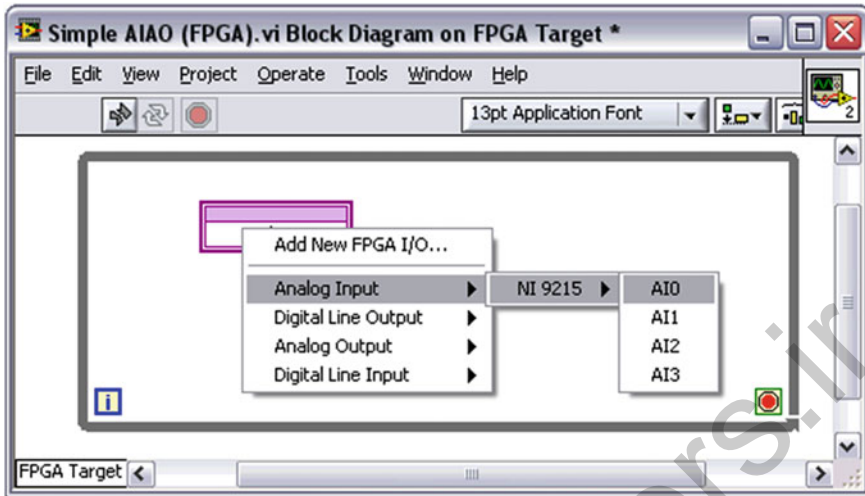 Simple AIAO (FPGA).vi Block Diagram on FPGA Target *
File Edit View Project Operate Tools Window Help
13pt Application Font
2
Add New FPGA I/O...
Analog Input NI 9215 AI0
Digital Line Output AI1
Analog Output AI2
Digital Line Input AI3
i
FPGA Target
ers.ir